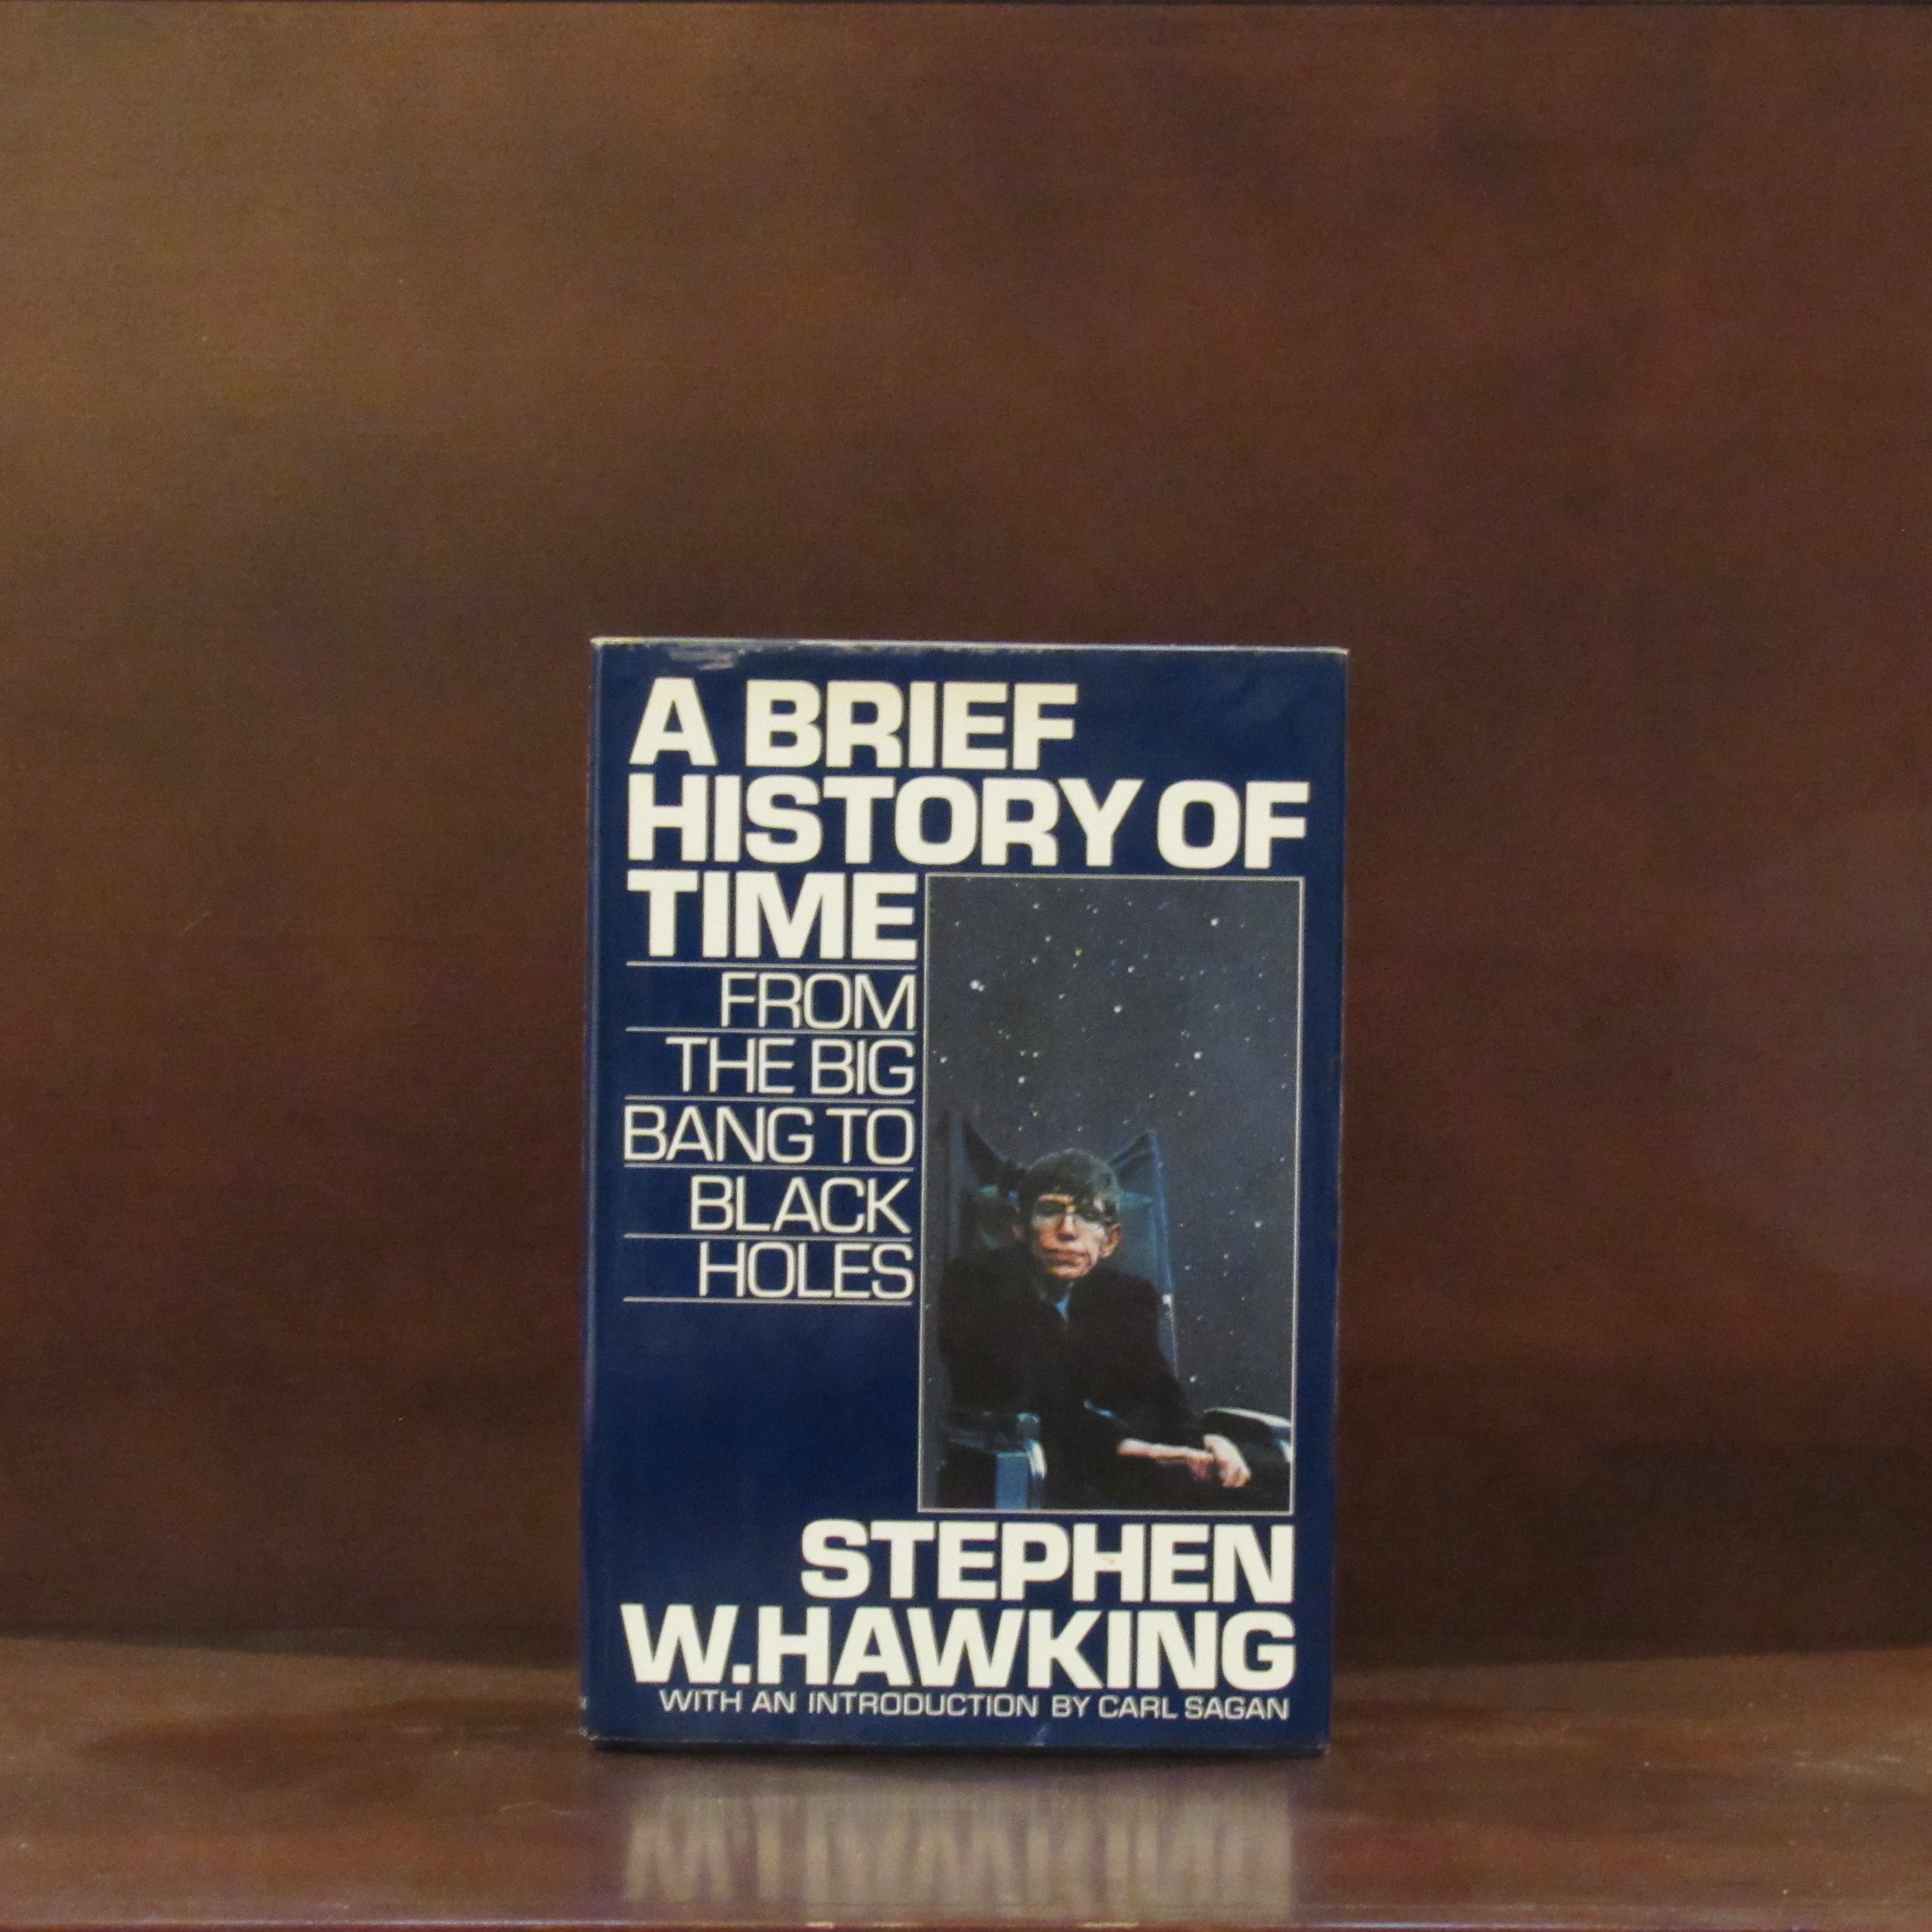 A BRIEF
HISTORY OF
TIME
FROM
THE BIG
BANG TO
BLACK
HOLES
STEPHEN
W.HAWKING
WITH AN INTRODUCTION BY CARL SAGAN